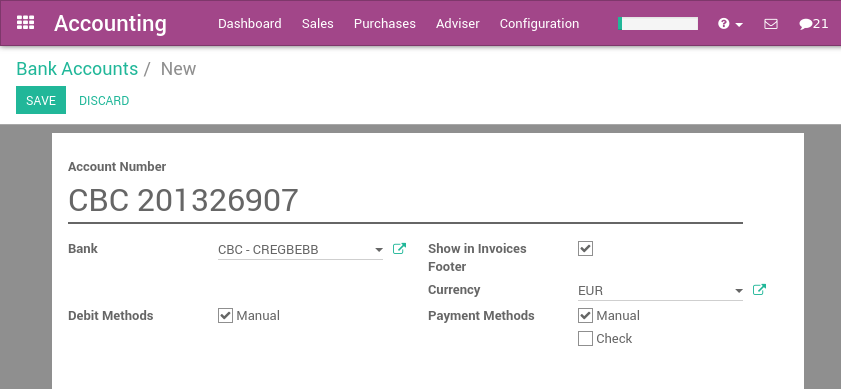 Accounting Dashboard Sales Purchases Adviser Configuration 21
Bank Accounts / New
SAVE DISCARD
Account Number
CBC 201326907
Bank CBC - CREGBEBB Show in Invoices
Footer
Currency EUR
Debit Methods Manual Payment Methods Manual
Check